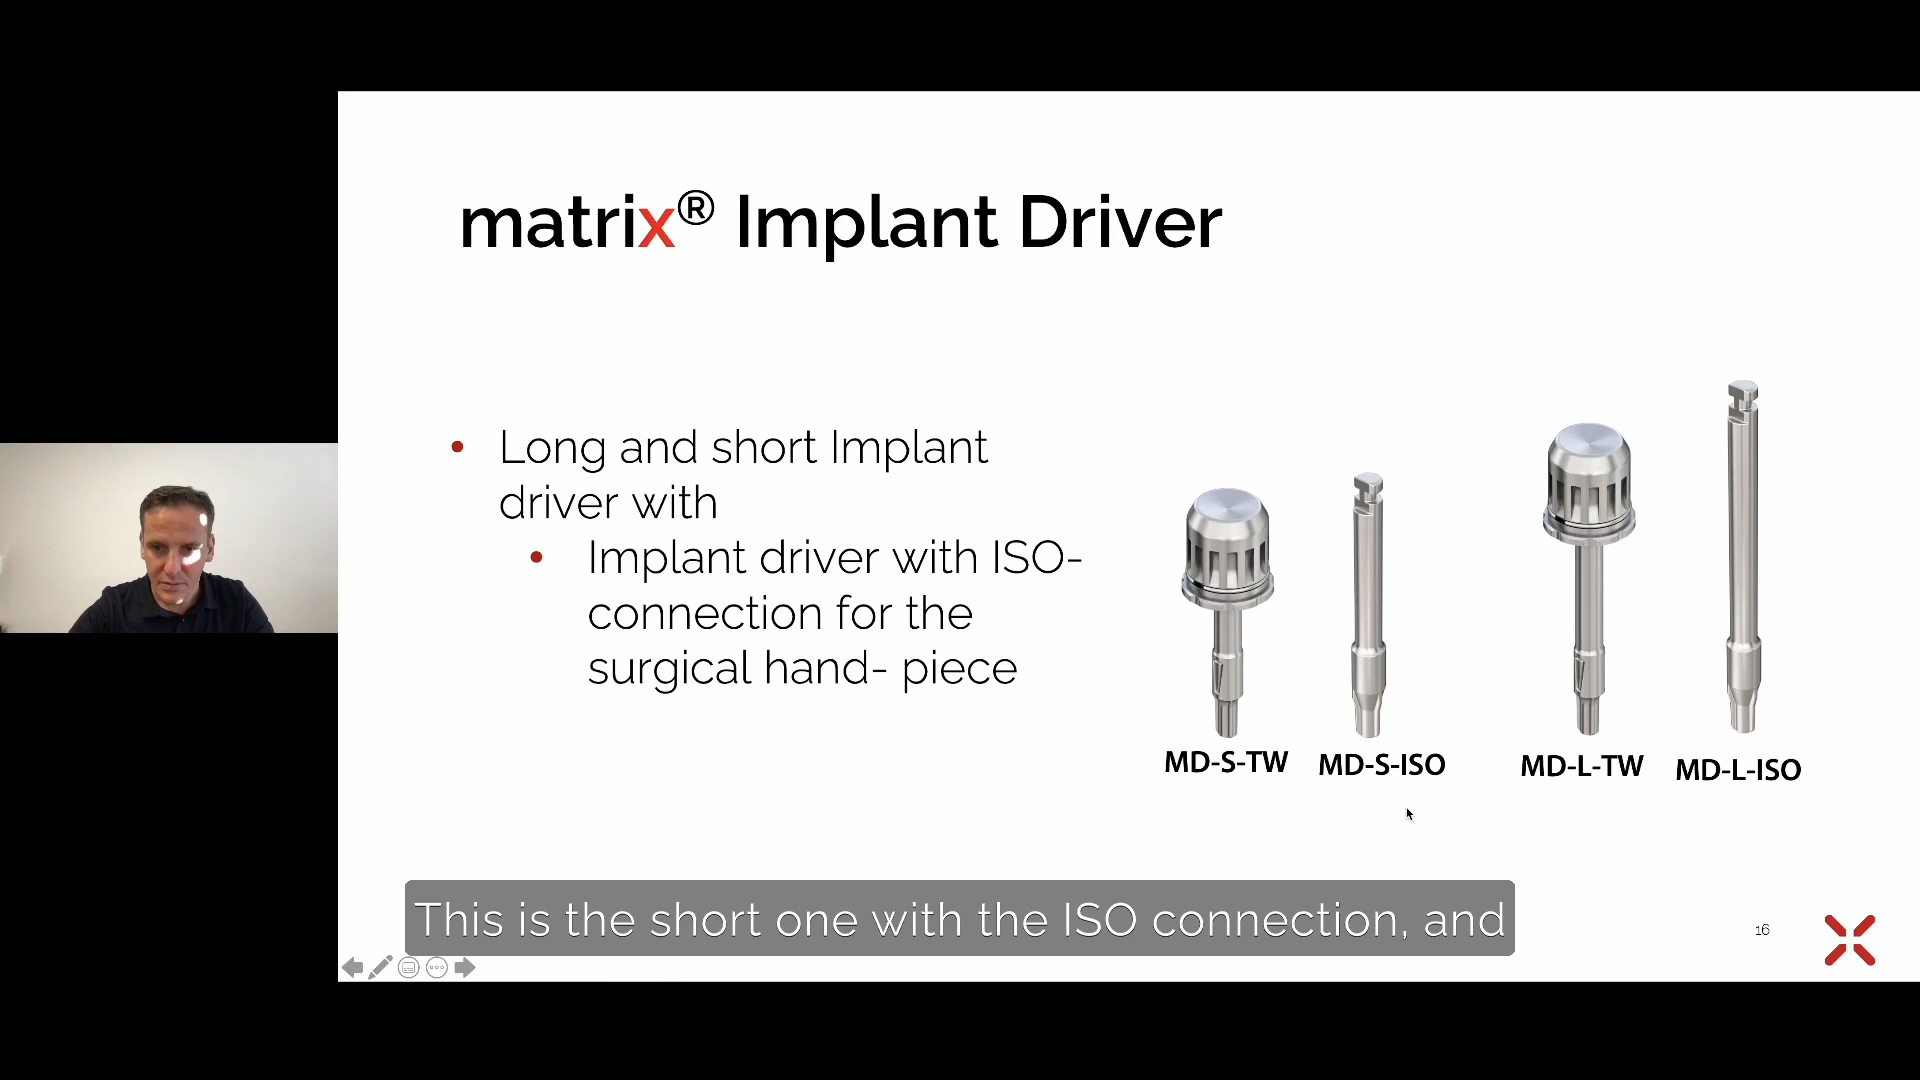 matrix® Implant Driver
• Long and short Implant
driver with
• Implant driver with ISO-
connection for the
surgical hand- piece
MD-S-TW
MD-S-ISO
MD-L-TW
MD-L-ISO
This is the short one with the ISO connection, and
16